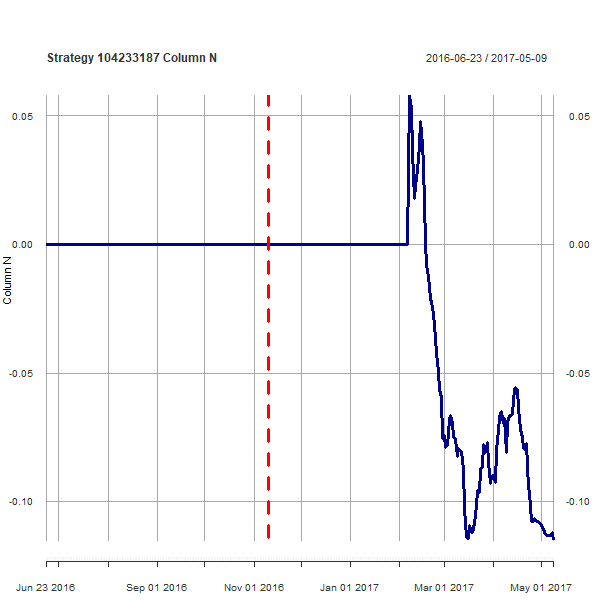 Strategy 104233187 Column N 2016-06-23 / 2017-05-09
0.05 0.05
0.00 0.00
Column N
-0.05 -0.05
-0.10 -0.10
Jun 23 2016 Sep 01 2016 Nov 01 2016 Jan 01 2017 Mar 01 2017 May 01 2017